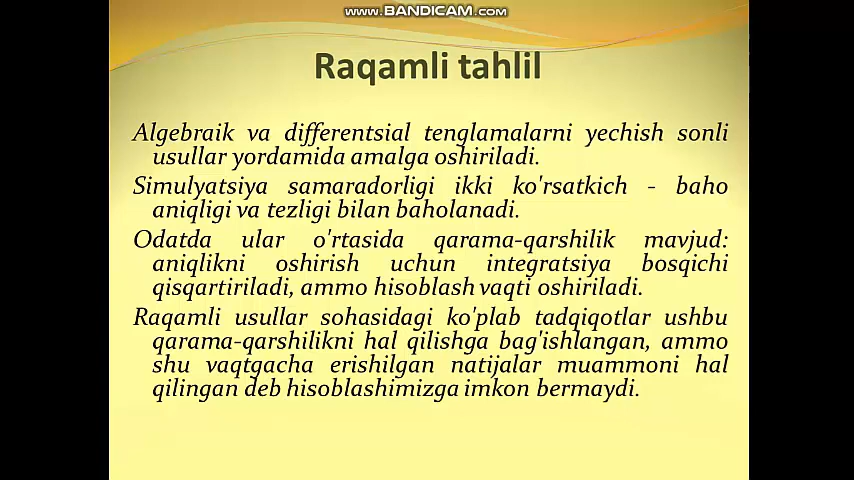 www.BANDICAM.com
Raqamli tahlil
Algebraik va differentsial tenglamalarni yechish sonli
usullar yordamida amalga oshiriladi.
Simulyatsiya samaradorligi ikki ko'rsatkich - baho
aniqligi va tezligi bilan baholanadi.
Odatda ular o'rtasida qarama-qarshilik mavjud:
aniqlikni oshirish uchun integratsiya bosqichi
qisqartiriladi, ammo hisoblash vaqti oshiriladi.
Raqamli usullar sohasidagi ko'plab tadqiqotlar ushbu
qarama-qarshilikni hal qilishga bag'ishlangan, ammo
shu vaqtgacha erishilgan natijalar muammoni hal
qilingan deb hisoblashimizga imkon bermaydi.